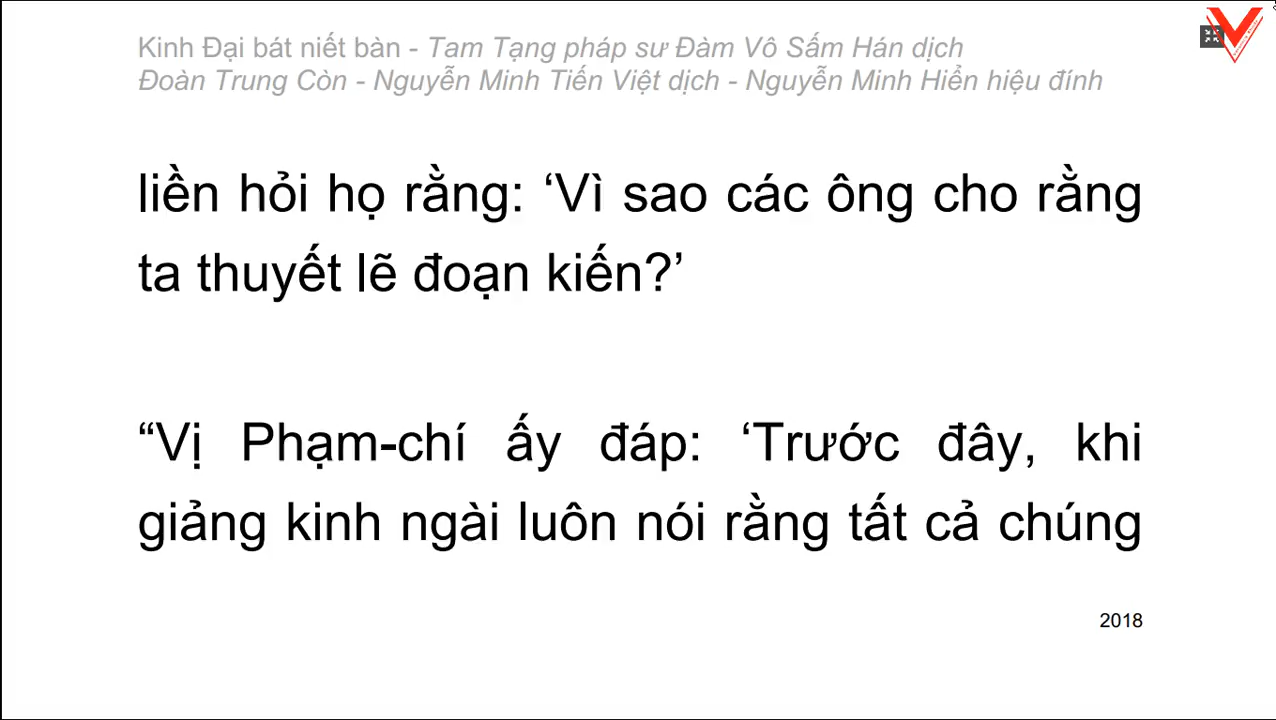 Kinh Đại bát niết bàn - Tam Tạng pháp sư Đàm Vô Sấm Hán dịch
Đoàn Trung Còn - Nguyễn Minh Tiến Việt dịch - Nguyễn Minh Hiển hiệu đính
liền hỏi họ rằng: ‘Vì sao các ông cho rằng
ta thuyết lẽ đoạn kiến?’
“Vị Phạm-chí ấy đáp: ‘Trước đây, khi
giảng kinh ngài luôn nói rằng tất cả chúng
2018